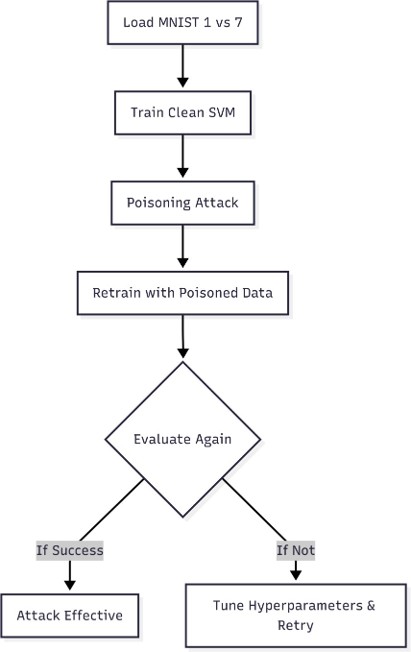 Load MNIST 1 vs 7
Train Clean SVM
Poisoning Attack
Retrain with Poisoned Data
Evaluate Again
If Success
If Not
Attack Effective
Tune Hyperparameters &
Retry